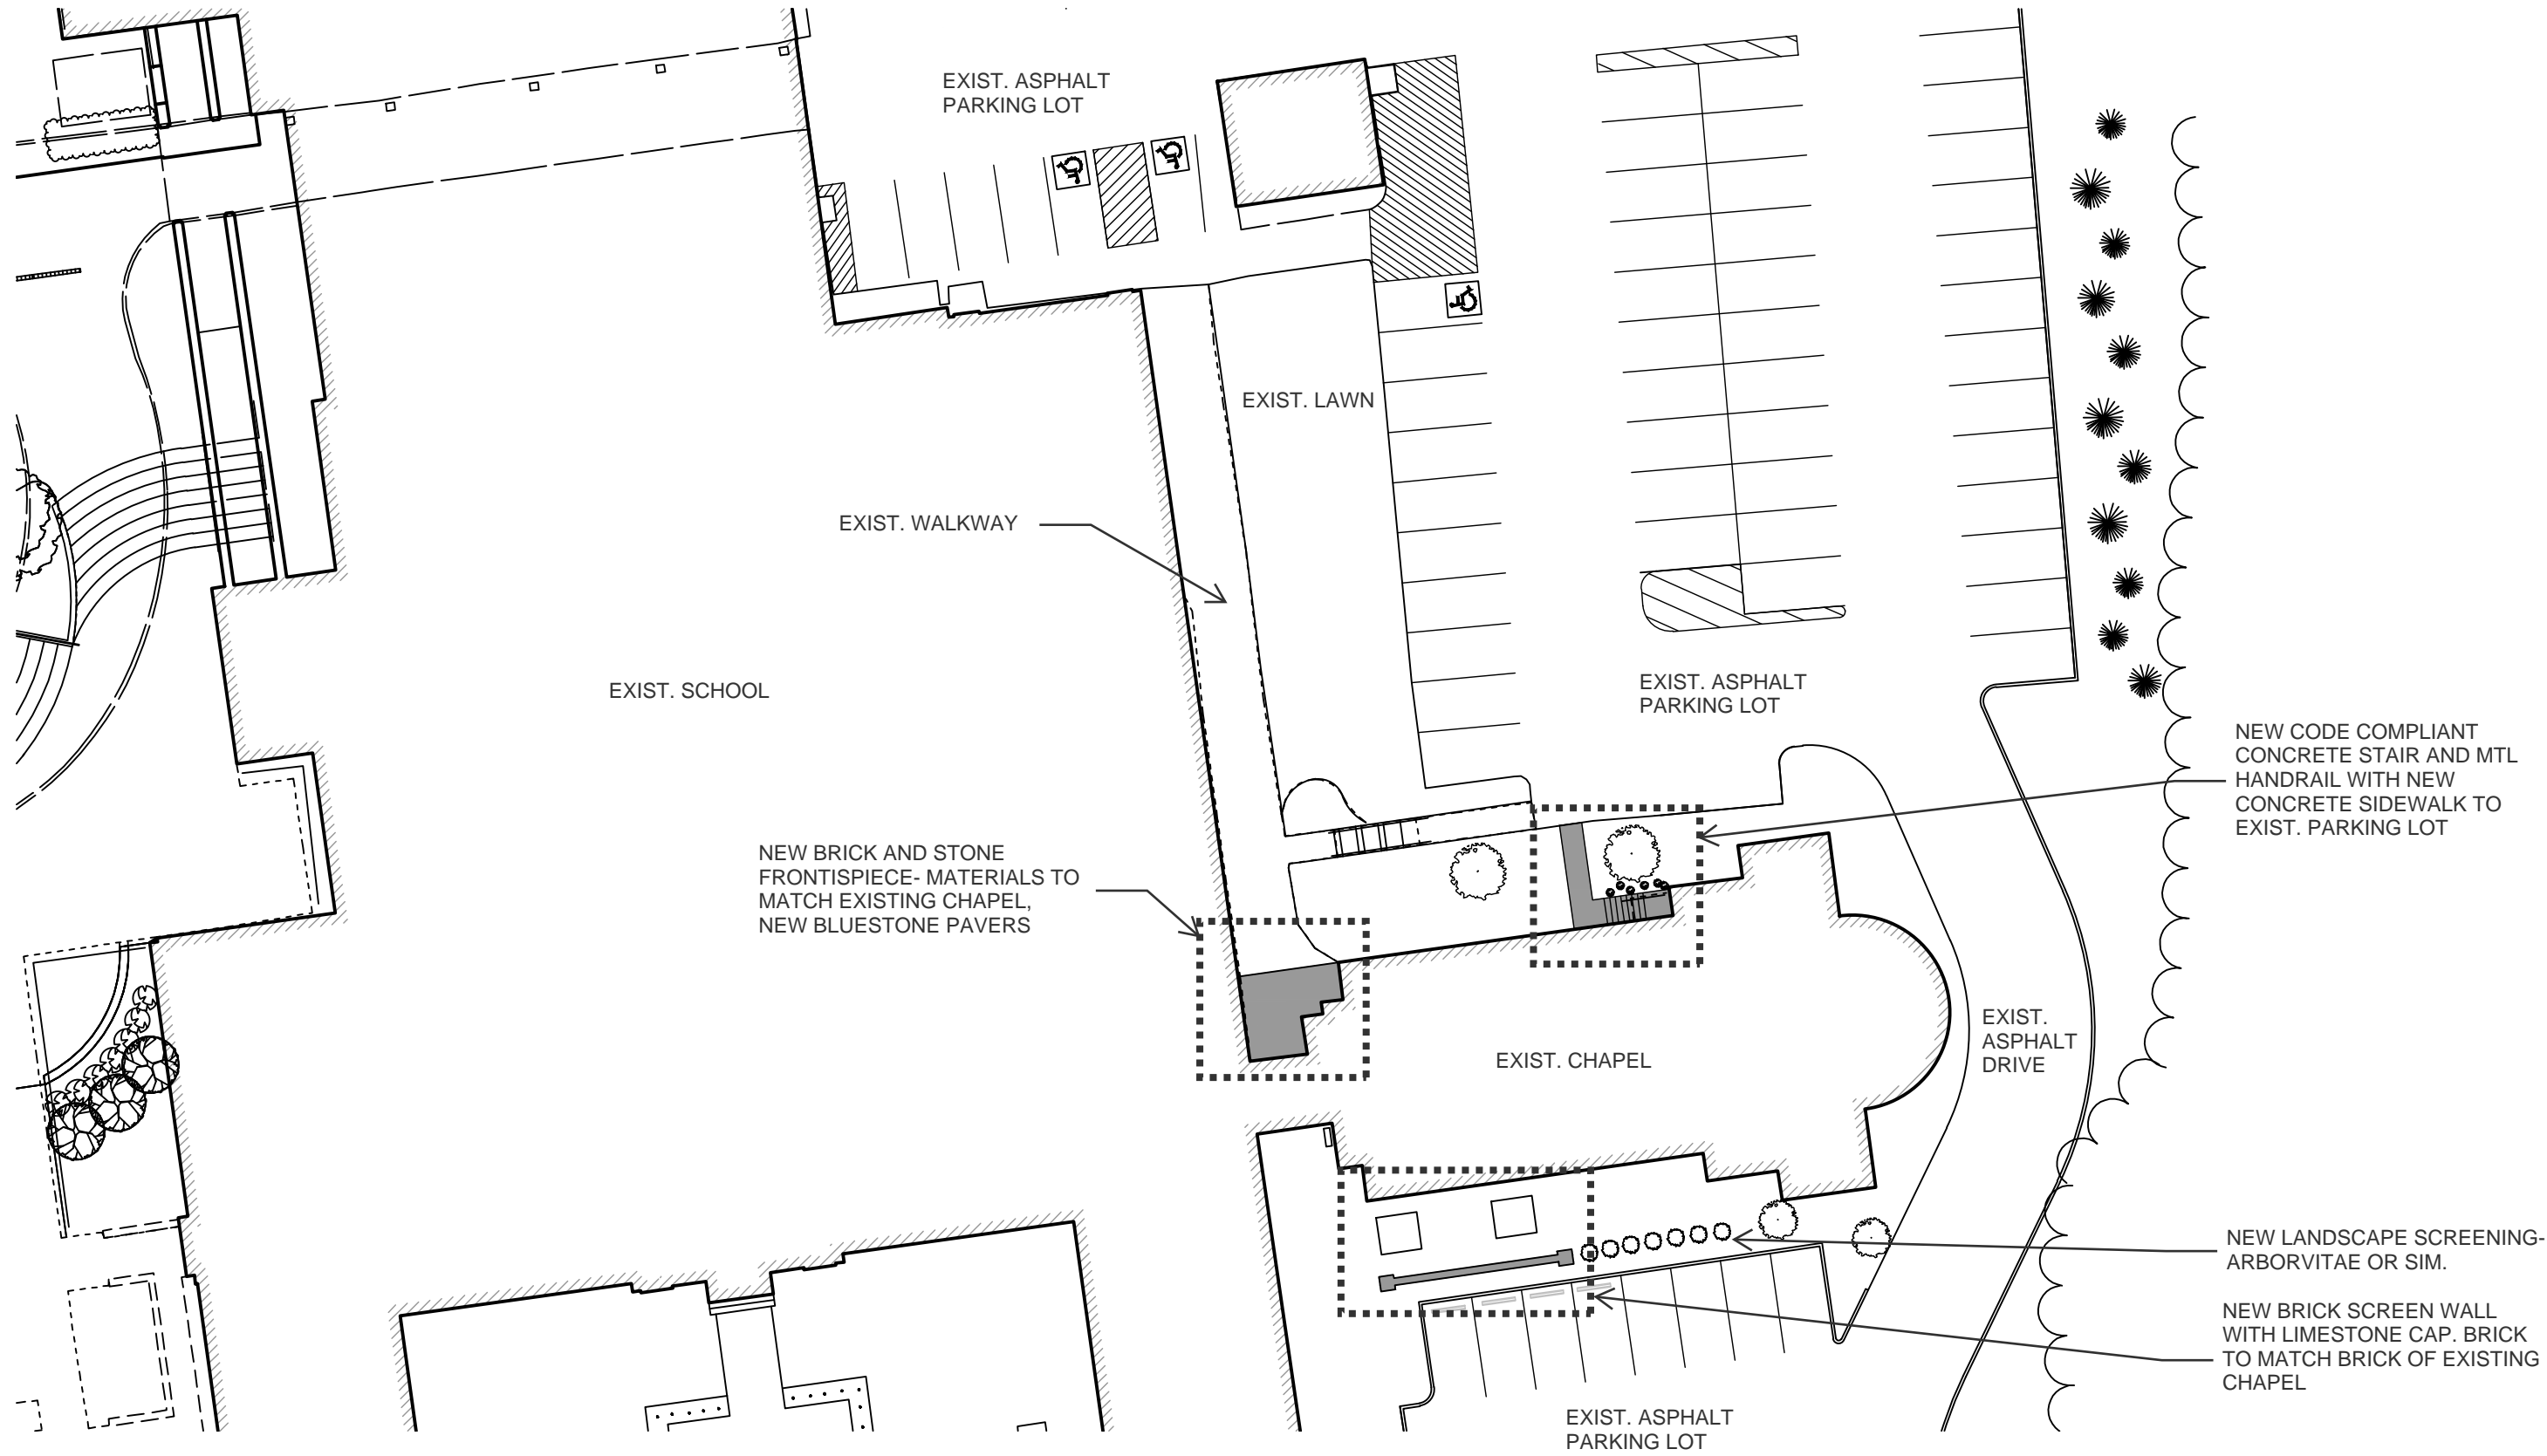 EXIST. ASPHALT
PARKING LOT
EXIST. LAWN
EXIST. WALKWAY
EXIST. SCHOOL
EXIST. ASPHALT
PARKING LOT
NEW CODE COMPLIANT
CONCRETE STAIR AND MTL
HANDRAIL WITH NEW
CONCRETE SIDEWALK TO
EXIST. PARKING LOT
NEW BRICK AND STONE
FRONTISPIECE- MATERIALS TO
MATCH EXISTING CHAPEL,
NEW BLUESTONE PAVERS
EXIST.
ASPHALT
DRIVE
EXIST. CHAPEL
NEW LANDSCAPE SCREENING-
ARBORVITAE OR SIM.
NEW BRICK SCREEN WALL
WITH LIMESTONE CAP. BRICK
TO MATCH BRICK OF EXISTING
CHAPEL
EXIST. ASPHALT
PARKING LOT